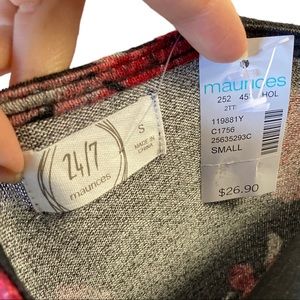 24/7
maurices
S
MADE IN
CHINA
maurices
252 45 HOL
2TT
119881Y
C1756
25635293C
SMALL
$26.90